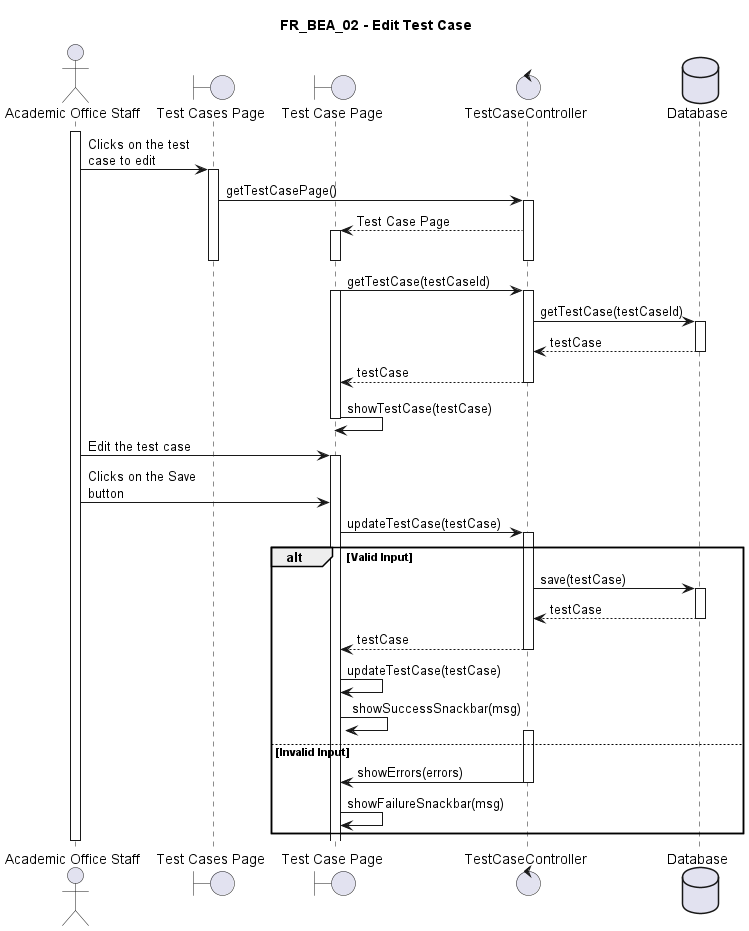 FR_BEA_02 - Edit Test Case
Academic Office Staff
Test Cases Page
Test Case Page
TestCaseController
Database
Clicks on the test
case to edit
getTestCasePage()
Test Case Page
getTestCase(testCaseId)
getTestCase(testCaseId)
testCase
testCase
showTestCase(testCase)
Edit the test case
Clicks on the Save
button
updateTestCase(testCase)
alt
[Valid Input]
save(testCase)
testCase
testCase
updateTestCase(testCase)
showSuccessSnackbar(msg)
[Invalid Input]
showErrors(errors)
showFailureSnackbar(msg)
Academic Office Staff
Test Cases Page
Test Case Page
TestCaseController
Database